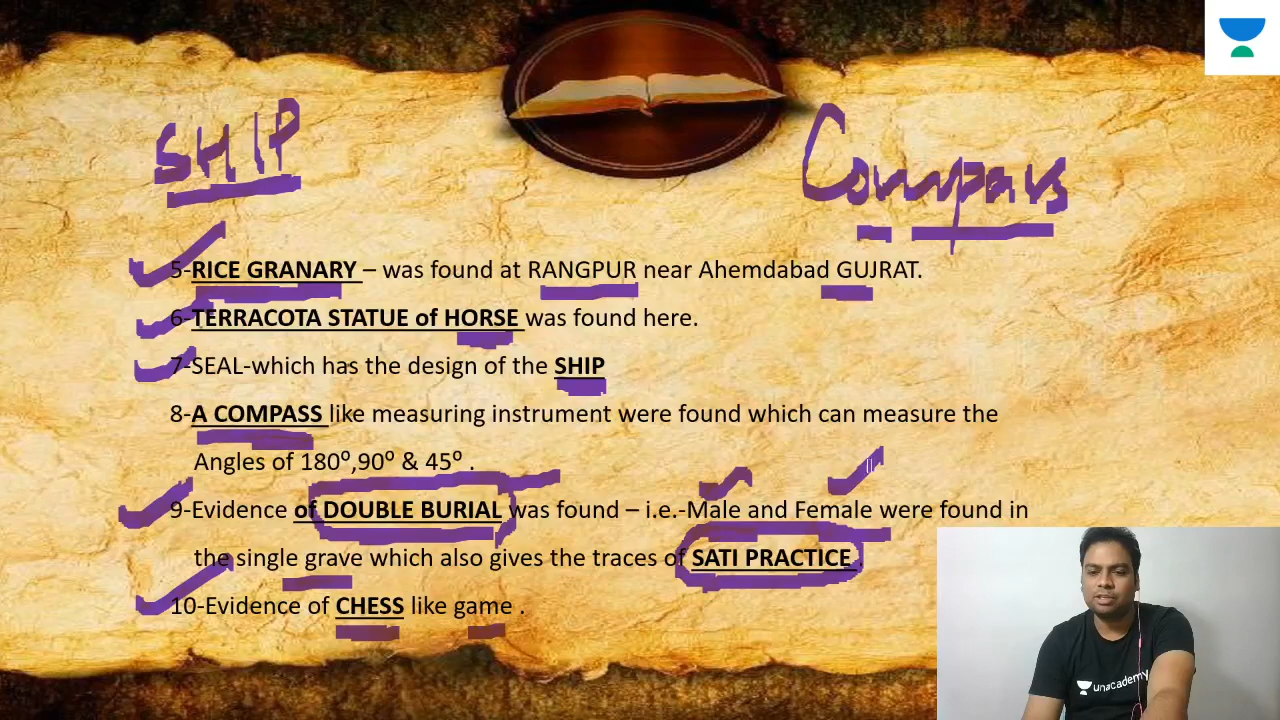 SHIP
Compass
5-RICE GRANARY – was found at RANGPUR near Ahemdabad GUJRAT.
6-TERRACOTA STATUE of HORSE was found here.
7-SEAL-which has the design of the SHIP
8-A COMPASS like measuring instrument were found which can measure the
Angles of 180⁰,90⁰ & 45⁰ .
9-Evidence of DOUBLE BURIAL was found – i.e.-Male and Female were found in
the single grave which also gives the traces of SATI PRACTICE .
10-Evidence of CHESS like game .
unacademy